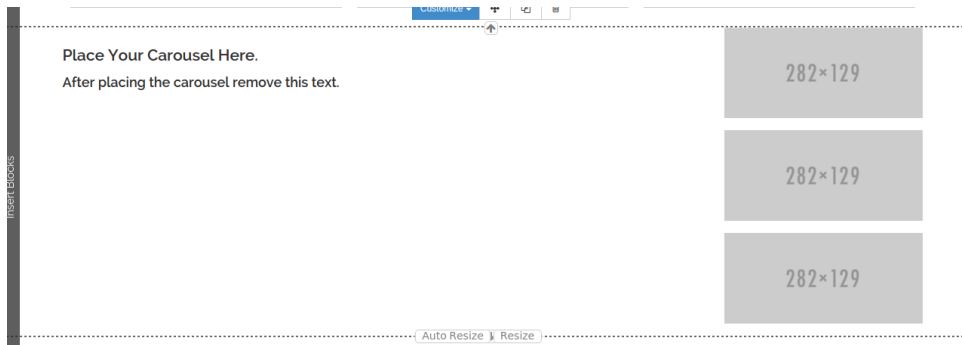 Customize
Place Your Carousel Here.
After placing the carousel remove this text.
282×129
282×129
282×129
Insert Blocks
Auto Resize
Resize